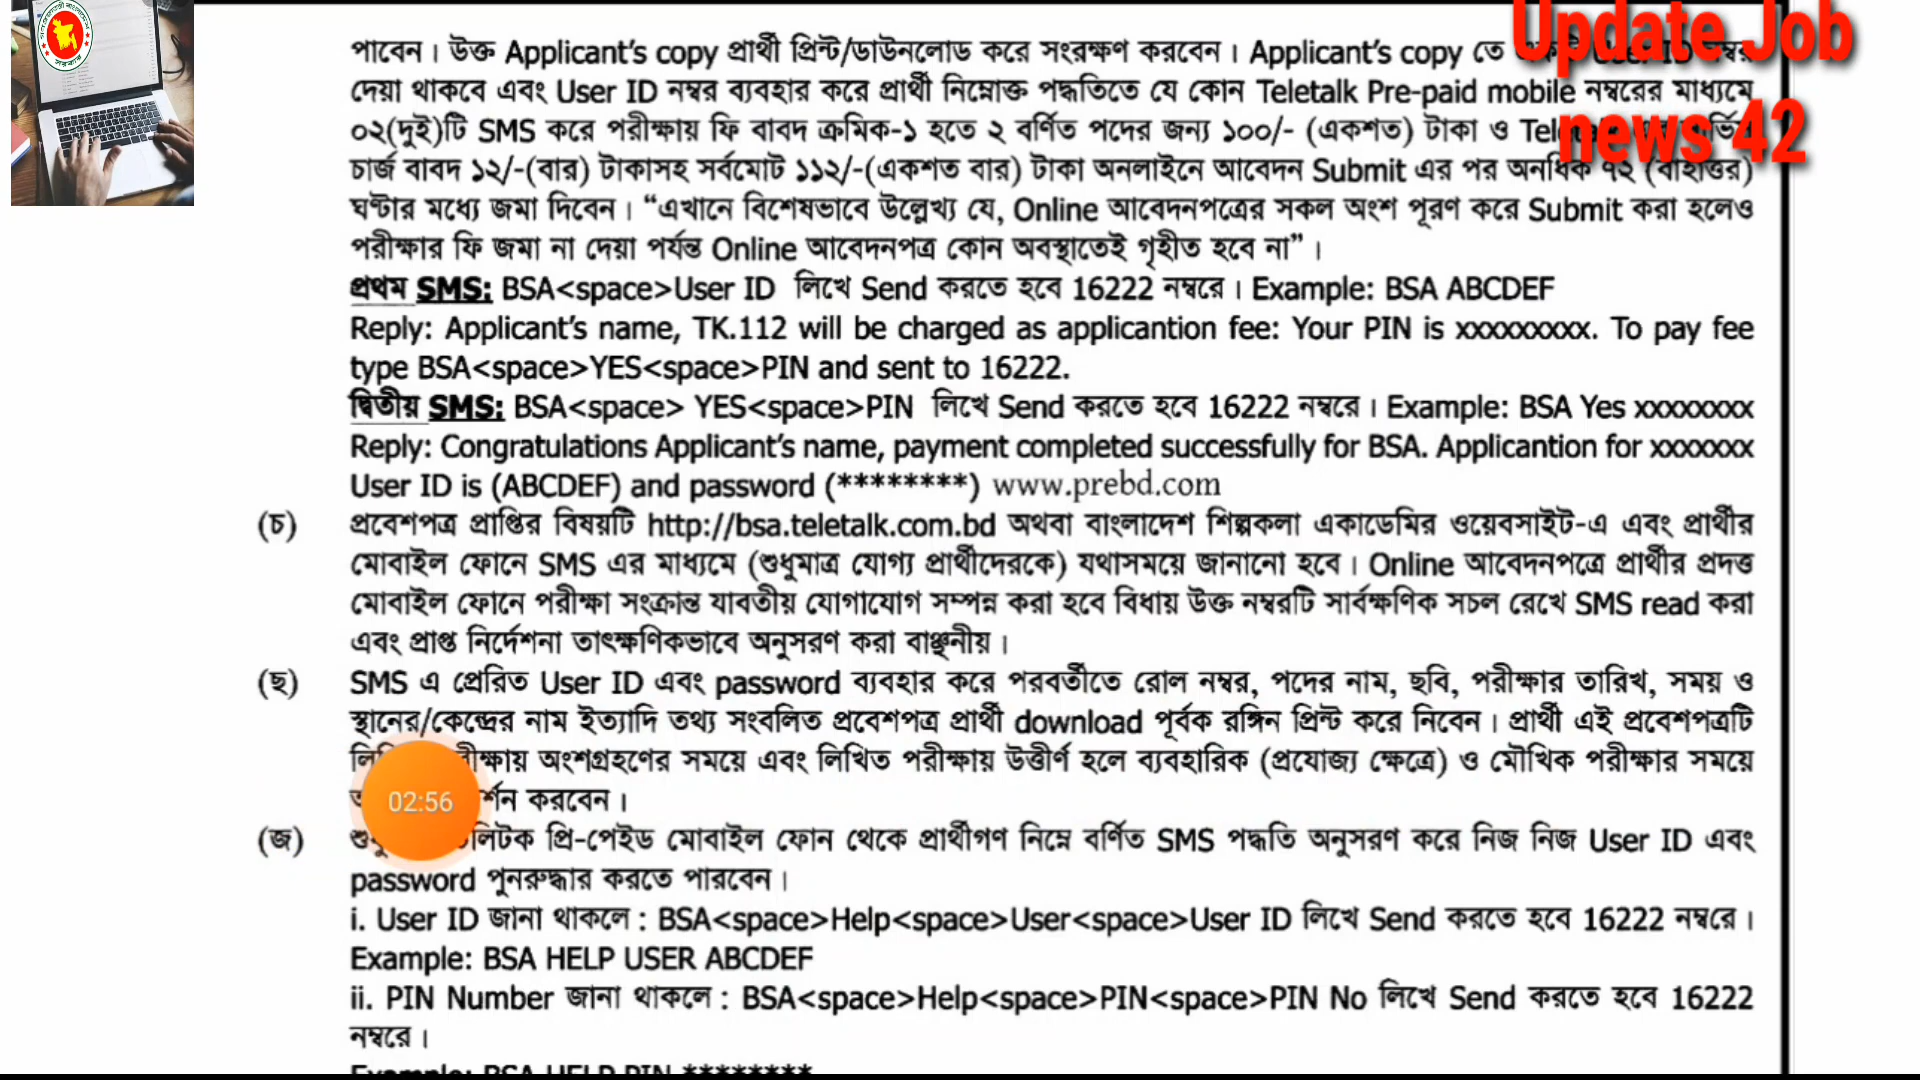 Update Job
news 42
পাবেন। উক্ত Applicant's copy প্রার্থী প্রিন্ট/ডাউনলোড করে সংরক্ষণ করবেন। Applicant's copy তে
দেয়া থাকবে এবং User ID নম্বর ব্যবহার করে প্রার্থী নিম্নোক্ত পদ্ধতিতে যে কোন Teletalk Pre-paid mobile নম্বরের মাধ্যমে
০২(দুই)টি SMS করে পরীক্ষায় ফি বাবদ ক্রমিক-১ হতে ২ বর্ণিত পদের জন্য ১০০/- (একশত) টাকা ও
চার্জ বাবদ ১২/-(বার) টাকাসহ সর্বমোট ১১২/-(একশত বার) টাকা অনলাইনে আবেদন Submit এর পর অনধিক ৭২ (বাহাত্তর)
ঘণ্টার মধ্যে জমা দিবেন। “এখানে বিশেষভাবে উল্লেখ্য যে, Online আবেদনপত্রের সকল অংশ পূরণ করে Submit করা হলেও
পরীক্ষার ফি জমা না দেয়া পর্যন্ত Online আবেদনপত্র কোন অবস্থাতেই গৃহীত হবে না”।
প্রথম SMS: BSA<space>User ID লিখে Send করতে হবে 16222 নম্বরে। Example: BSA ABCDEF
Reply: Applicant's name, TK.112 will be charged as applicantion fee: Your PIN is xxxxxxxxx. To pay fee
type BSA<space>YES<space>PIN and sent to 16222.
দ্বিতীয় SMS: BSA<space> YES<space>PIN লিখে Send করতে হবে 16222 নম্বরে। Example: BSA Yes xxxxxxxx
Reply: Congratulations Applicant's name, payment completed successfully for BSA. Applicantion for xxxxxxx
User ID is (ABCDEF) and password (********) www.prebd.com
(চ) প্রবেশপত্র প্রাপ্তির বিষয়টি http://bsa.teletalk.com.bd অথবা বাংলাদেশ শিল্পকলা একাডেমির ওয়েবসাইট-এ এবং প্রার্থীর
মোবাইল ফোনে SMS এর মাধ্যমে (শুধুমাত্র যোগ্য প্রার্থীদেরকে) যথাসময়ে জানানো হবে। Online আবেদনপত্রে প্রার্থীর প্রদত্ত
মোবাইল ফোনে পরীক্ষা সংক্রান্ত যাবতীয় যোগাযোগ সম্পন্ন করা হবে বিধায় উক্ত নম্বরটি সার্বক্ষণিক সচল রেখে SMS read করা
এবং প্রাপ্ত নির্দেশনা তাৎক্ষণিকভাবে অনুসরণ করা বাঞ্ছনীয়।
(ছ) SMS এ প্রেরিত User ID এবং password ব্যবহার করে পরবর্তীতে রোল নম্বর, পদের নাম, ছবি, পরীক্ষার তারিখ, সময় ও
স্থানের/কেন্দ্রের নাম ইত্যাদি তথ্য সংবলিত প্রবেশপত্র প্রার্থী download পূর্বক রঙ্গিন প্রিন্ট করে নিবেন। প্রার্থী এই প্রবেশপত্রটি
অংশগ্রহণের সময়ে এবং লিখিত পরীক্ষায় উত্তীর্ণ হলে ব্যবহারিক (প্রযোজ্য ক্ষেত্রে) ও মৌখিক পরীক্ষার সময়ে
02:56 করবেন।
(জ) প্রি-পেইড মোবাইল ফোন থেকে প্রার্থীগণ নিম্নে বর্ণিত SMS পদ্ধতি অনুসরণ করে নিজ নিজ User ID এবং
password পুনরুদ্ধার করতে পারবেন।
i. User ID জানা থাকলে : BSA<space>Help<space>User<space>User ID লিখে Send করতে হবে 16222 নম্বরে।
Example: BSA HELP USER ABCDEF
ii. PIN Number জানা থাকলে : BSA<space>Help<space>PIN<space>PIN No লিখে Send করতে হবে 16222
নম্বরে।
Example: BSA HELP PIN ********